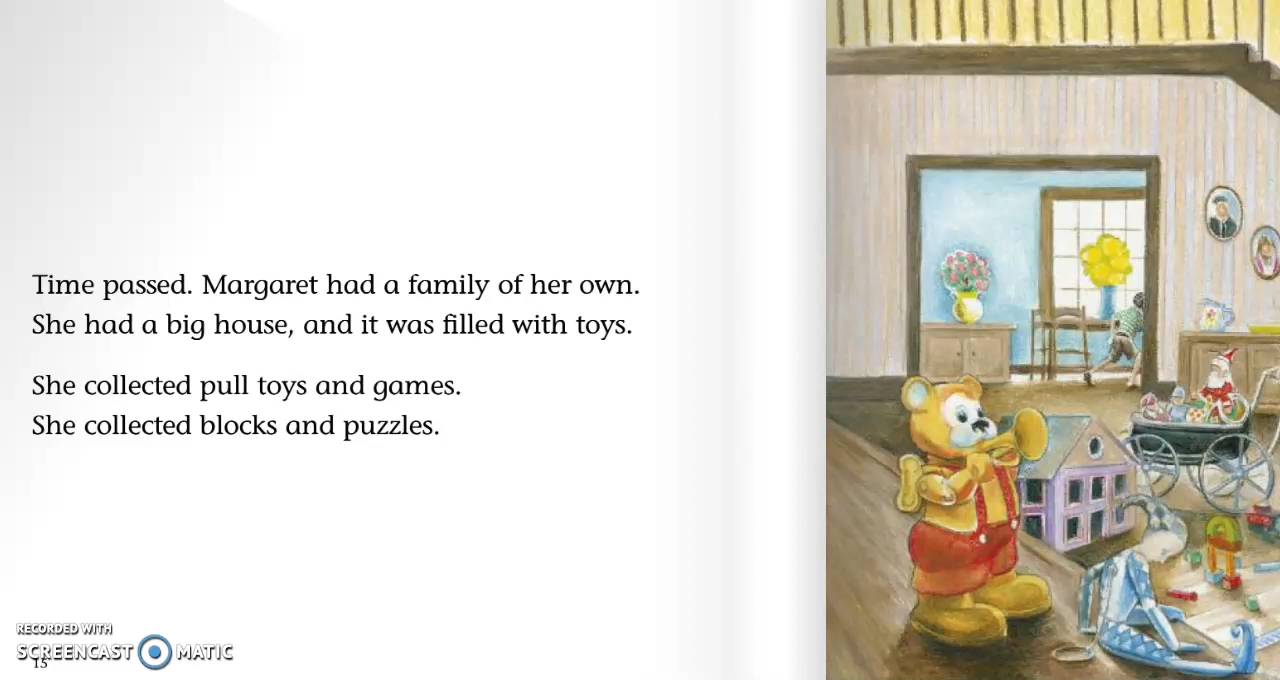 Time passed. Margaret had a family of her own.
She had a big house, and it was filled with toys.
She collected pull toys and games.
She collected blocks and puzzles.
RECORDED WITH
SCREENCAST MATIC
15